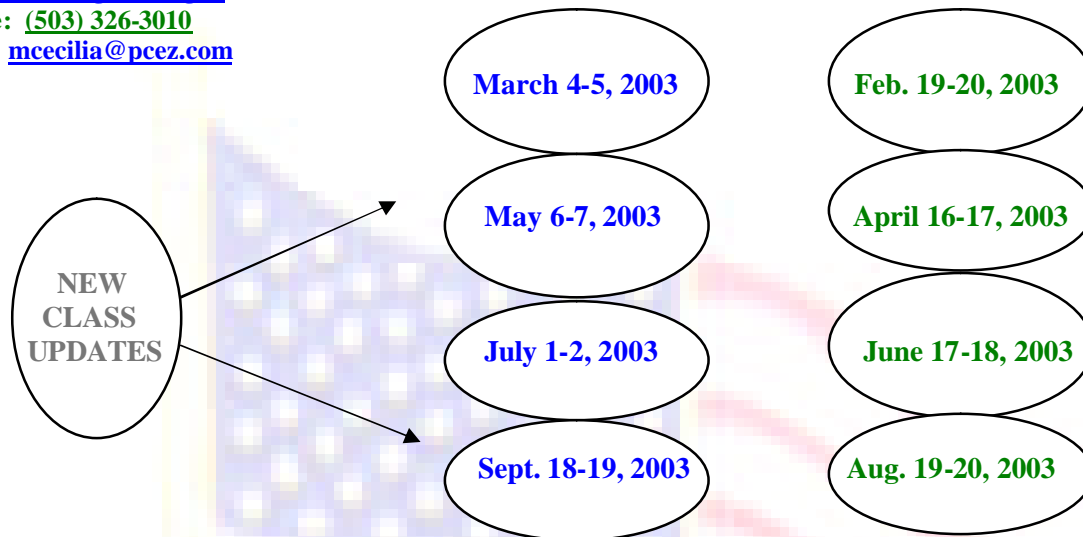 (503) 326-3010
mcecilia@pcez.com
March 4-5, 2003
Feb. 19-20, 2003
May 6-7, 2003
April 16-17, 2003
NEW
CLASS
UPDATES
July 1-2, 2003
June 17-18, 2003
Sept. 18-19, 2003
Aug. 19-20, 2003